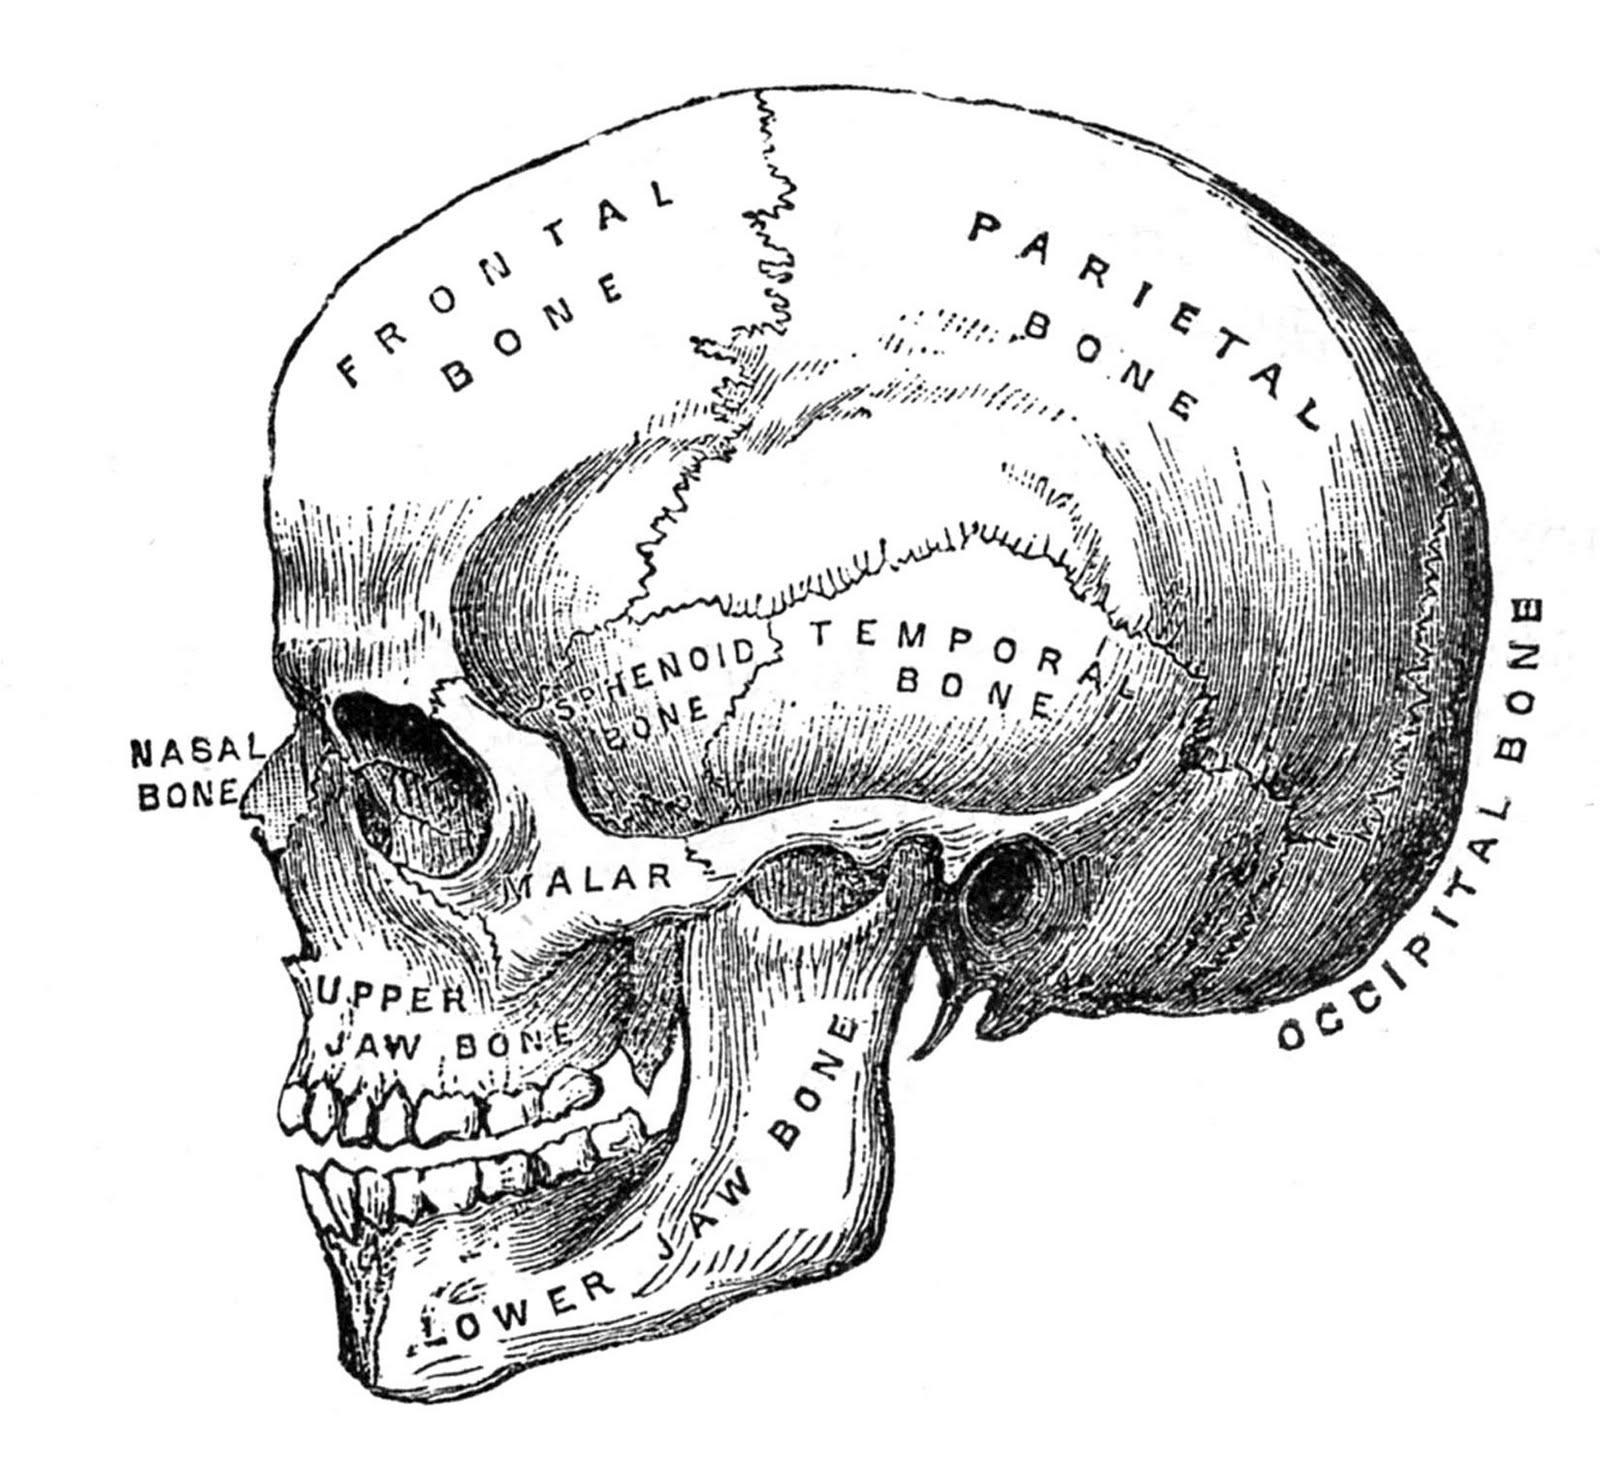 FRONTAL
BONE
PARIETAL
BONE
SPHENOID
BONE
TEMPORAL
BONE
NASAL
BONE
MALAR
UPPER
JAW BONE
LOWER JAW BONE
OCCIPITAL BONE